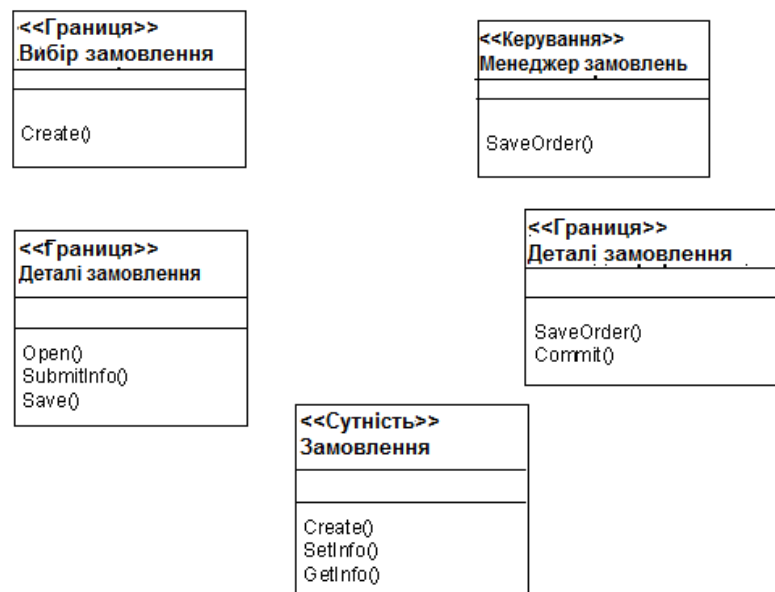 <<Границя>>
Вибір замовлення
Create()
<<Керування>>
Менеджер замовлень
SaveOrder()
<<Границя>>
Деталі замовлення
Open()
SubmitInfo()
Save()
<<Границя>>
Деталі замовлення
SaveOrder()
Commit()
<<Сутність>>
Замовлення
Create()
SetInfo()
GetInfo()